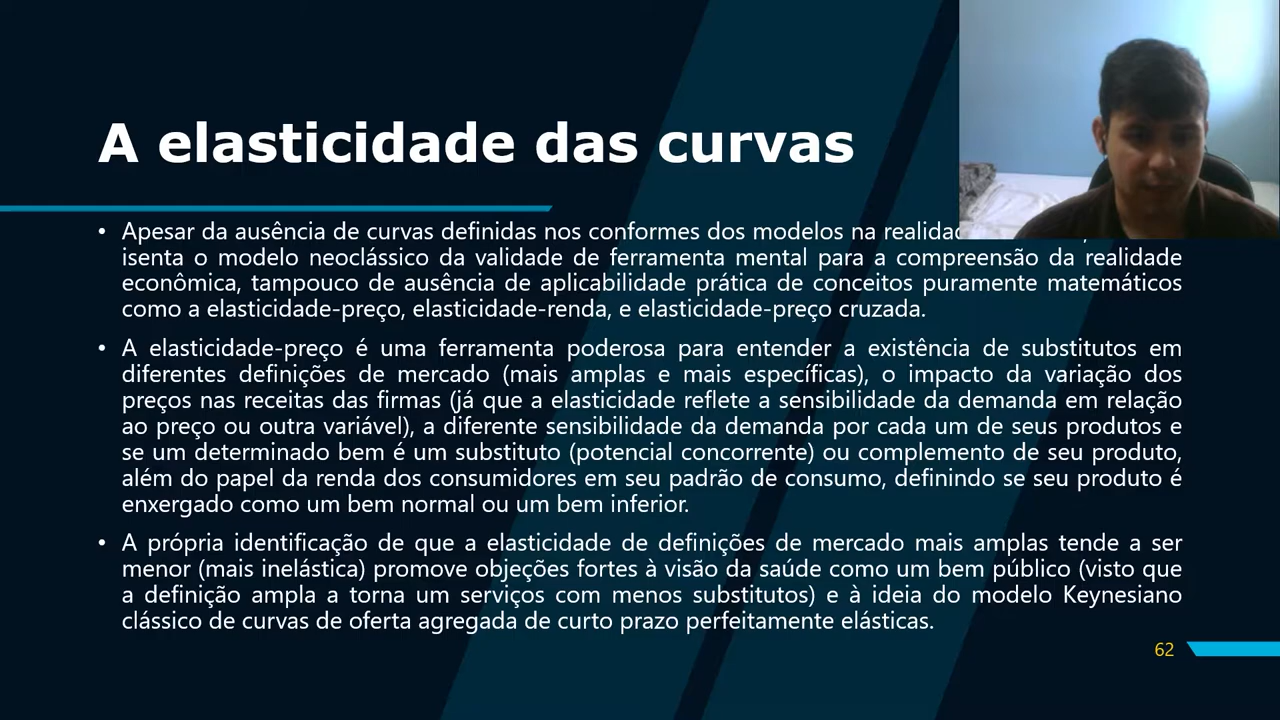 A elasticidade das curvas
• Apesar da ausência de curvas definidas nos conformes dos modelos na
isenta o modelo neoclássico da validade de ferramenta mental para a compreensão da realidade
econômica, tampouco de ausência de aplicabilidade prática de conceitos puramente matemáticos
como a elasticidade-preço, elasticidade-renda, e elasticidade-preço cruzada.
• A elasticidade-preço é uma ferramenta poderosa para entender a existência de substitutos em
diferentes definições de mercado (mais amplas e mais específicas), o impacto da variação dos
preços nas receitas das firmas (já que a elasticidade reflete a sensibilidade da demanda em relação
ao preço ou outra variável), a diferente sensibilidade da demanda por cada um de seus produtos e
se um determinado bem é um substituto (potencial concorrente) ou complemento de seu produto,
além do papel da renda dos consumidores em seu padrão de consumo, definindo se seu produto é
enxergado como um bem normal ou um bem inferior.
• A própria identificação de que a elasticidade de definições de mercado mais amplas tende a ser
menor (mais inelástica) promove objeções fortes à visão da saúde como um bem público (visto que
a definição ampla a torna um serviços com menos substitutos) e à ideia do modelo Keynesiano
clássico de curvas de oferta agregada de curto prazo perfeitamente elásticas.
62